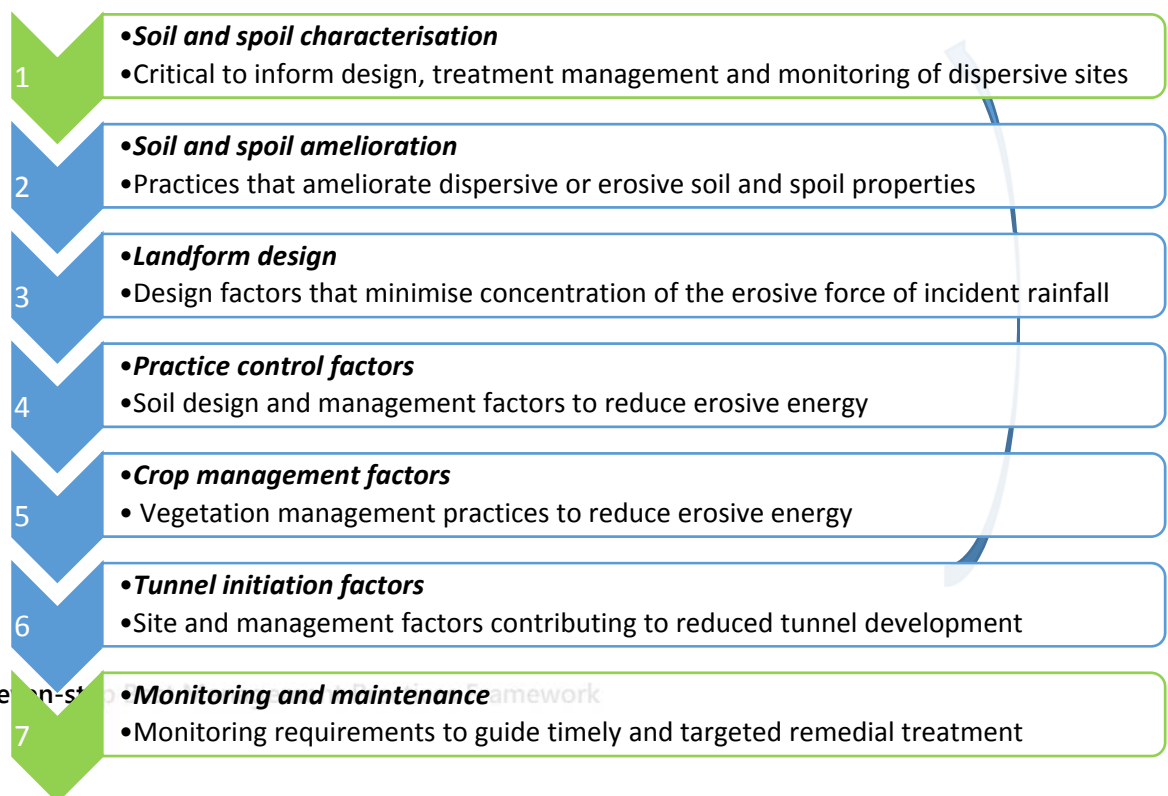 1
•Soil and spoil characterisation
•Critical to inform design, treatment management and monitoring of dispersive sites
2
•Soil and spoil amelioration
•Practices that ameliorate dispersive or erosive soil and spoil properties
3
•Landform design
•Design factors that minimise concentration of the erosive force of incident rainfall
4
•Practice control factors
•Soil design and management factors to reduce erosive energy
5
•Crop management factors
• Vegetation management practices to reduce erosive energy
6
•Tunnel initiation factors
•Site and management factors contributing to reduced tunnel development
7
•Monitoring and maintenance
•Monitoring requirements to guide timely and targeted remedial treatment